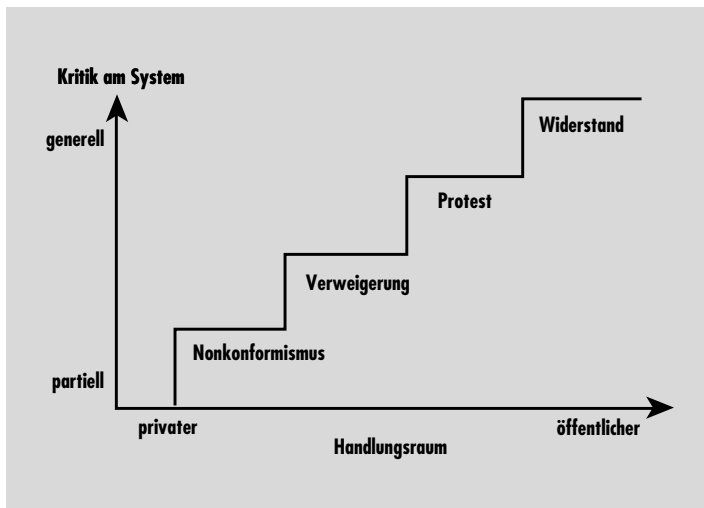 Kritik am System
generell
Widerstand
Protest
Verweigerung
Nonkonformismus
partiell
privater
öffentlicher
Handlungsraum